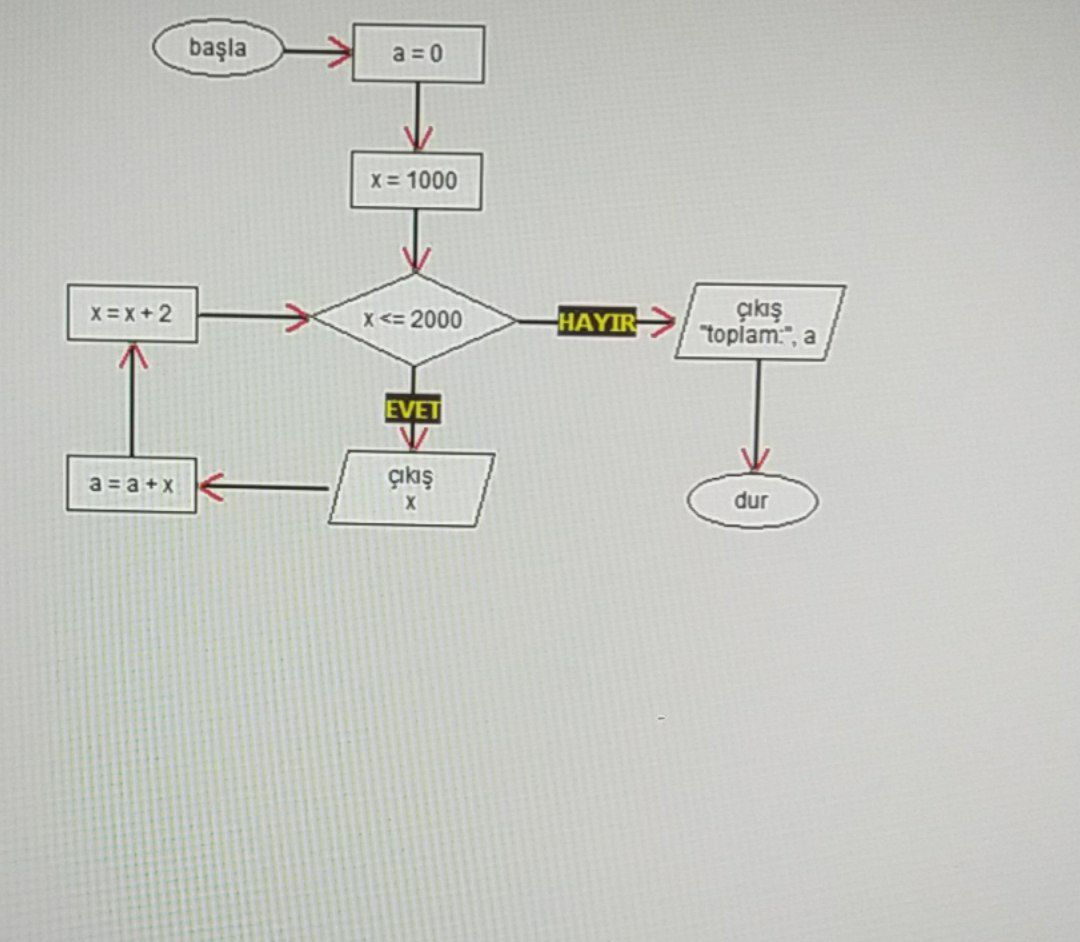 başla
a = 0
x = 1000
x = x + 2
x <= 2000
HAYIR
çıkış
"toplam:", a
EVET
çıkış
x
a = a + x
dur